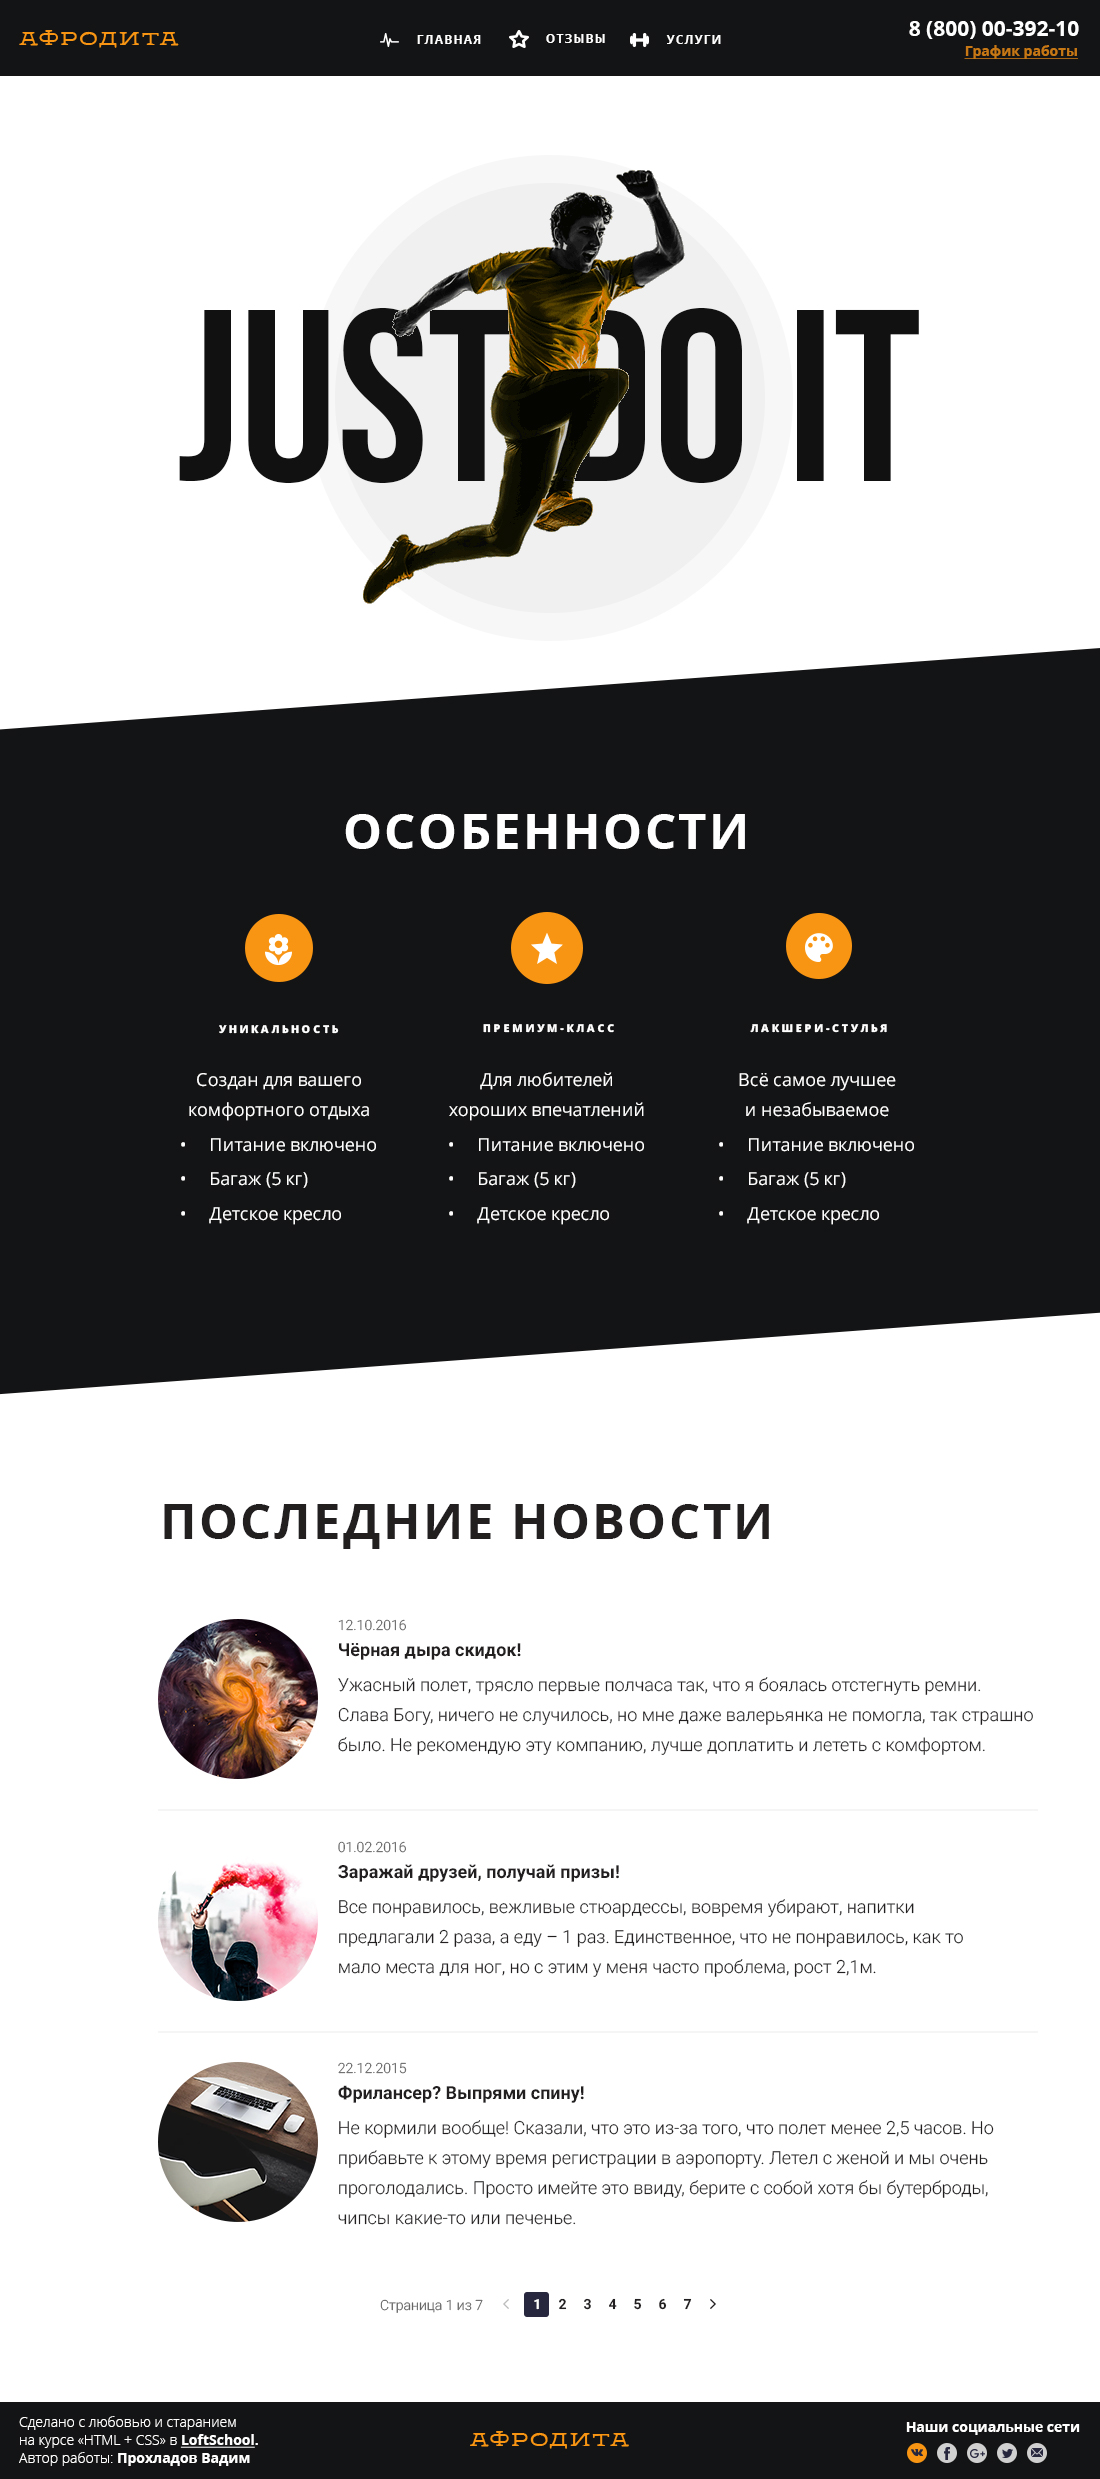 АФРОДИТА
ГЛАВНАЯ
ОТЗЫВЫ
УСЛУГИ
8 (800) 00-392-10
График работы
JUST DO IT
ОСОБЕННОСТИ
УНИКАЛЬНОСТЬ
Создан для вашего
комфортного отдыха
• Питание включено
• Багаж (5 кг)
• Детское кресло
ПРЕМИУМ-КЛАСС
Для любителей
хороших впечатлений
• Питание включено
• Багаж (5 кг)
• Детское кресло
ЛАКШЕРИ-СТУЛЬЯ
Всё самое лучшее
и незабываемое
• Питание включено
• Багаж (5 кг)
• Детское кресло
ПОСЛЕДНИЕ НОВОСТИ
12.10.2016
Чёрная дыра скидок!
Ужасный полет, трясло первые полчаса так, что я боялась отстегнуть ремни.
Слава Богу, ничего не случилось, но мне даже валерьянка не помогла, так страшно
было. Не рекомендую эту компанию, лучше доплатить и лететь с комфортом.
01.02.2016
Заражай друзей, получай призы!
Все понравилось, вежливые стюардессы, вовремя убирают, напитки
предлагали 2 раза, а еду – 1 раз. Единственное, что не понравилось, как то
мало места для ног, но с этим у меня часто проблема, рост 2,1м.
22.12.2015
Фрилансер? Выпрями спину!
Не кормили вообще! Сказали, что это из-за того, что полет менее 2,5 часов. Но
прибавьте к этому время регистрации в аэропорту. Летел с женой и мы очень
проголодались. Просто имейте это ввиду, берите с собой хотя бы бутерброды,
чипсы какие-то или печенье.
Страница 1 из 7 1 2 3 4 5 6 7
Сделано с любовью и старанием
на курсе «HTML + CSS» в LoftSchool.
Автор работы: Прохладов Вадим
АФРОДИТА
Наши социальные сети